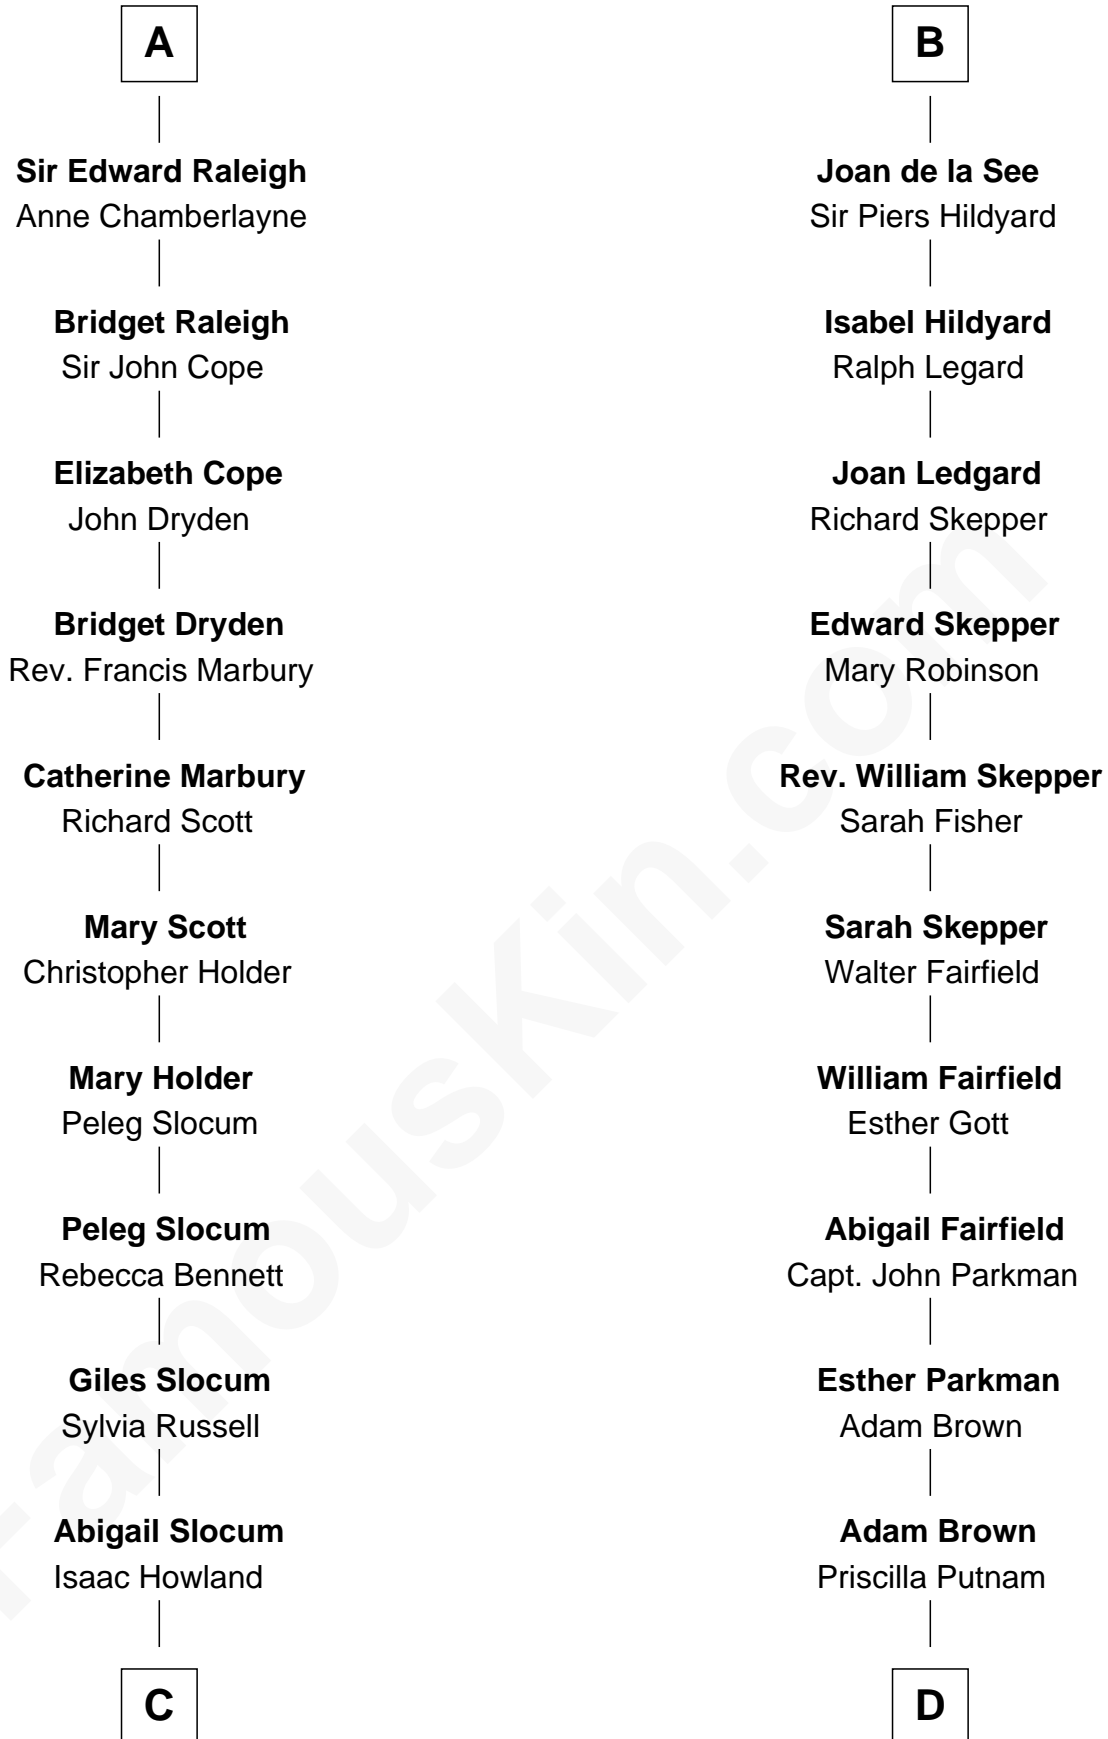 A
Sir Edward Raleigh
Anne Chamberlayne
Bridget Raleigh
Sir John Cope
Elizabeth Cope
John Dryden
Bridget Dryden
Rev. Francis Marbury
Catherine Marbury
Richard Scott
Mary Scott
Christopher Holder
Mary Holder
Peleg Slocum
Peleg Slocum
Rebecca Bennett
Giles Slocum
Sylvia Russell
Abigail Slocum
Isaac Howland
C
B
Joan de la See
Sir Piers Hildyard
Isabel Hildyard
Ralph Legard
Joan Ledgard
Richard Skepper
Edward Skepper
Mary Robinson
Rev. William Skepper
Sarah Fisher
Sarah Skepper
Walter Fairfield
William Fairfield
Esther Gott
Abigail Fairfield
Capt. John Parkman
Esther Parkman
Adam Brown
Adam Brown
Priscilla Putnam
D
FamousKin.com